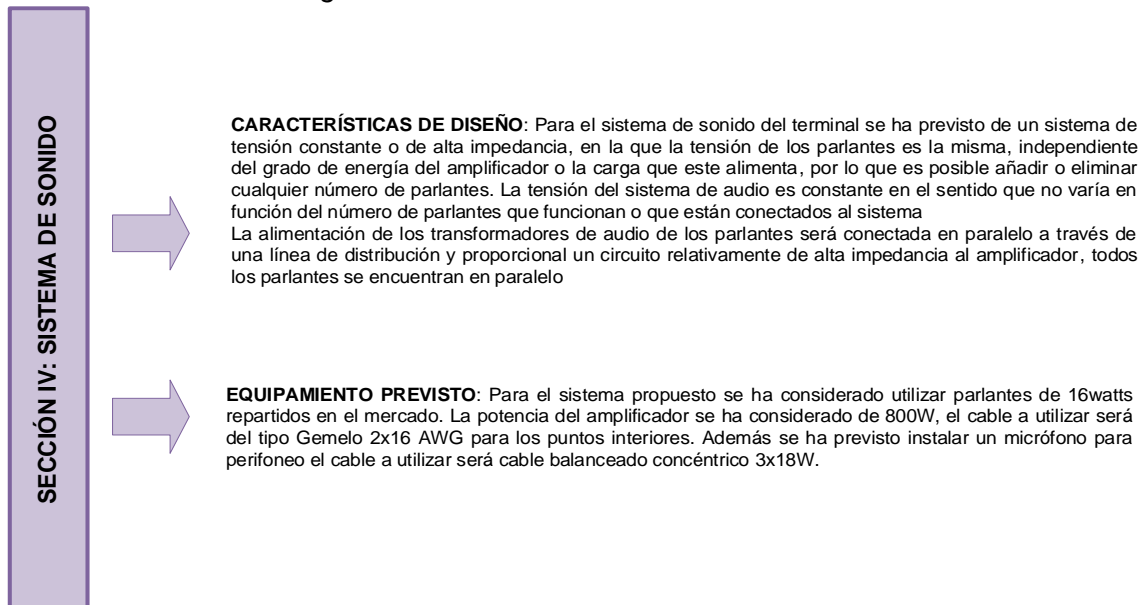 SECCIÓN IV: SISTEMA DE SONIDO
CARACTERÍSTICAS DE DISEÑO: Para el sistema de sonido del terminal se ha previsto de un sistema de
tensión constante o de alta impedancia, en la que la tensión de los parlantes es la misma, independiente
del grado de energía del amplificador o la carga que este alimenta, por lo que es posible añadir o eliminar
cualquier número de parlantes. La tensión del sistema de audio es constante en el sentido que no varía en
función del número de parlantes que funcionan o que están conectados al sistema
La alimentación de los transformadores de audio de los parlantes será conectada en paralelo a través de
una línea de distribución y proporcional un circuito relativamente de alta impedancia al amplificador, todos
los parlantes se encuentran en paralelo
EQUIPAMIENTO PREVISTO: Para el sistema propuesto se ha considerado utilizar parlantes de 16watts
repartidos en el mercado. La potencia del amplificador se ha considerado de 800W, el cable a utilizar será
del tipo Gemelo 2x16 AWG para los puntos interiores. Además se ha previsto instalar un micrófono para
perifoneo el cable a utilizar será cable balanceado concéntrico 3x18W.